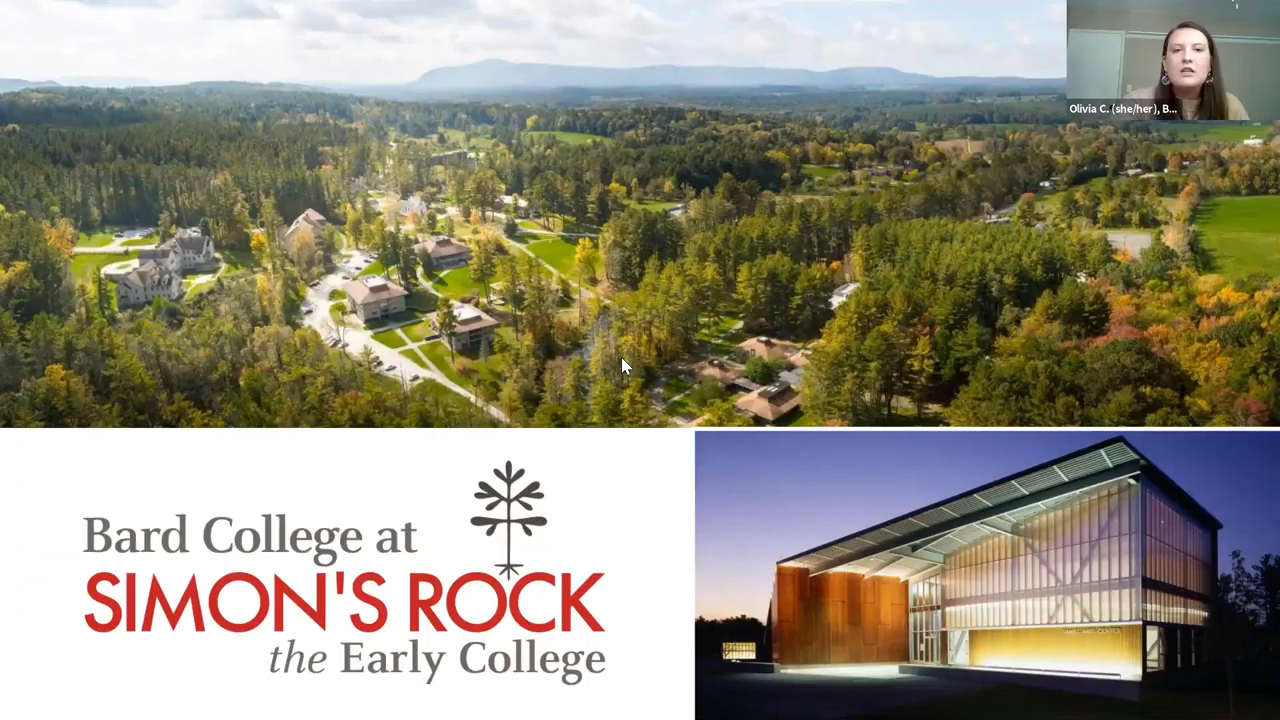 Olivia C. (she/her), B...
Bard College at
SIMON'S ROCK
the Early College